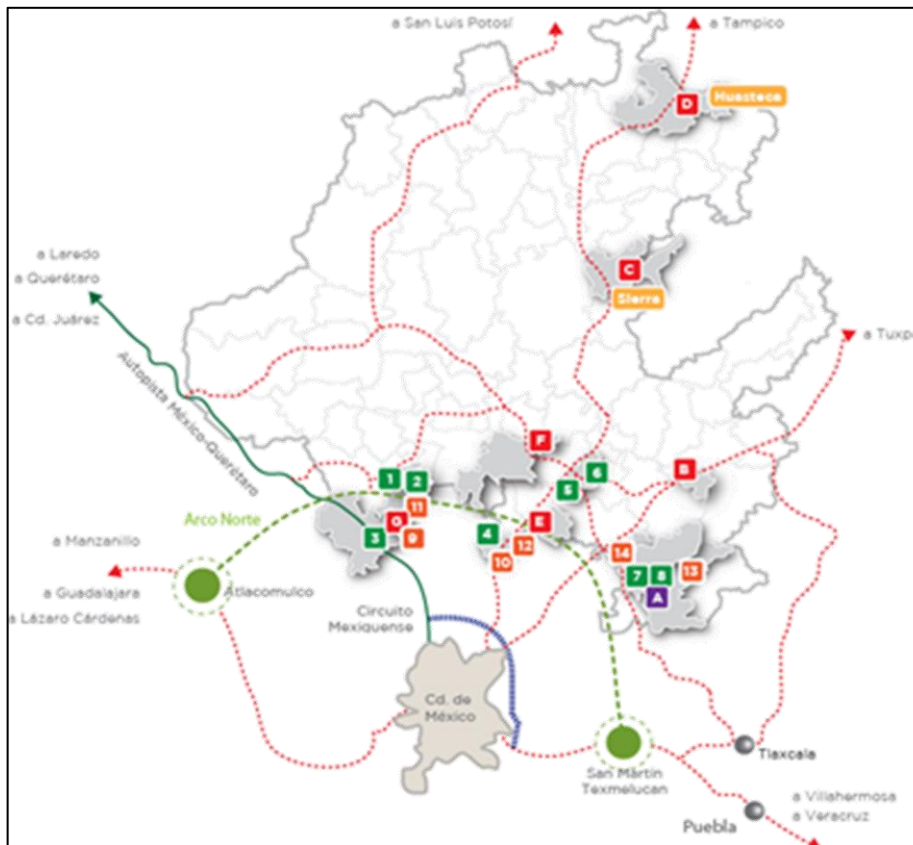 a San Luis Potosí
a Tampico
D
Huasteca
a Laredo
a Querétaro
a Cd. Juárez
C
Sierra
a Tuxp
Autopista México-Querétaro
F
1
2
5
6
B
Arco Norte
11
G
3
9
4
E
12
10
14
7
8
13
A
a Manzanillo
a Guadalajara
a Lázaro Cárdenas
Atlacomulco
Circuito
Mexiquense
Cd. de
México
San Martín
Texmelucan
Tlaxcala
Puebla
a Villahermosa
a Veracruz